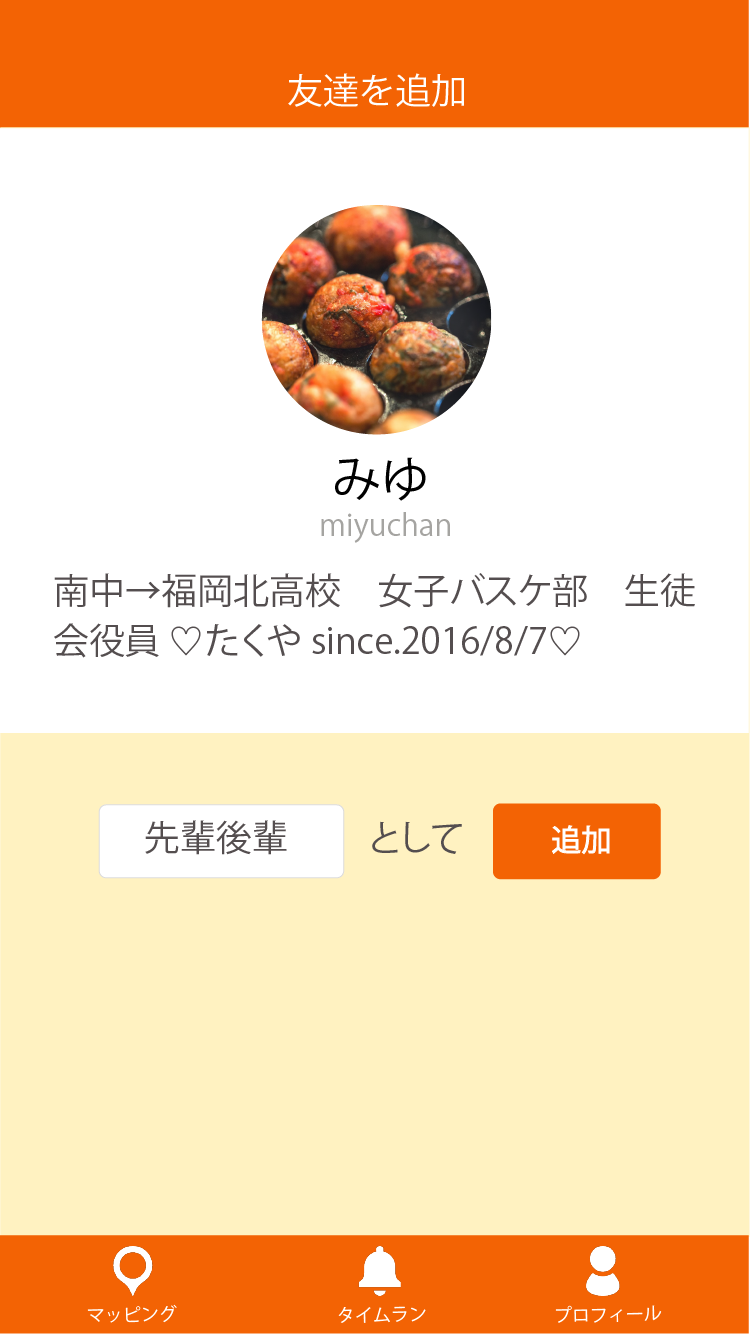 友達を追加
みゆ
miyuchan
南中→福岡北高校　女子バスケ部　生徒
会役員 ♡たくや since.2016/8/7♡
先輩後輩 として 追加
マッピング タイムラン プロフィール